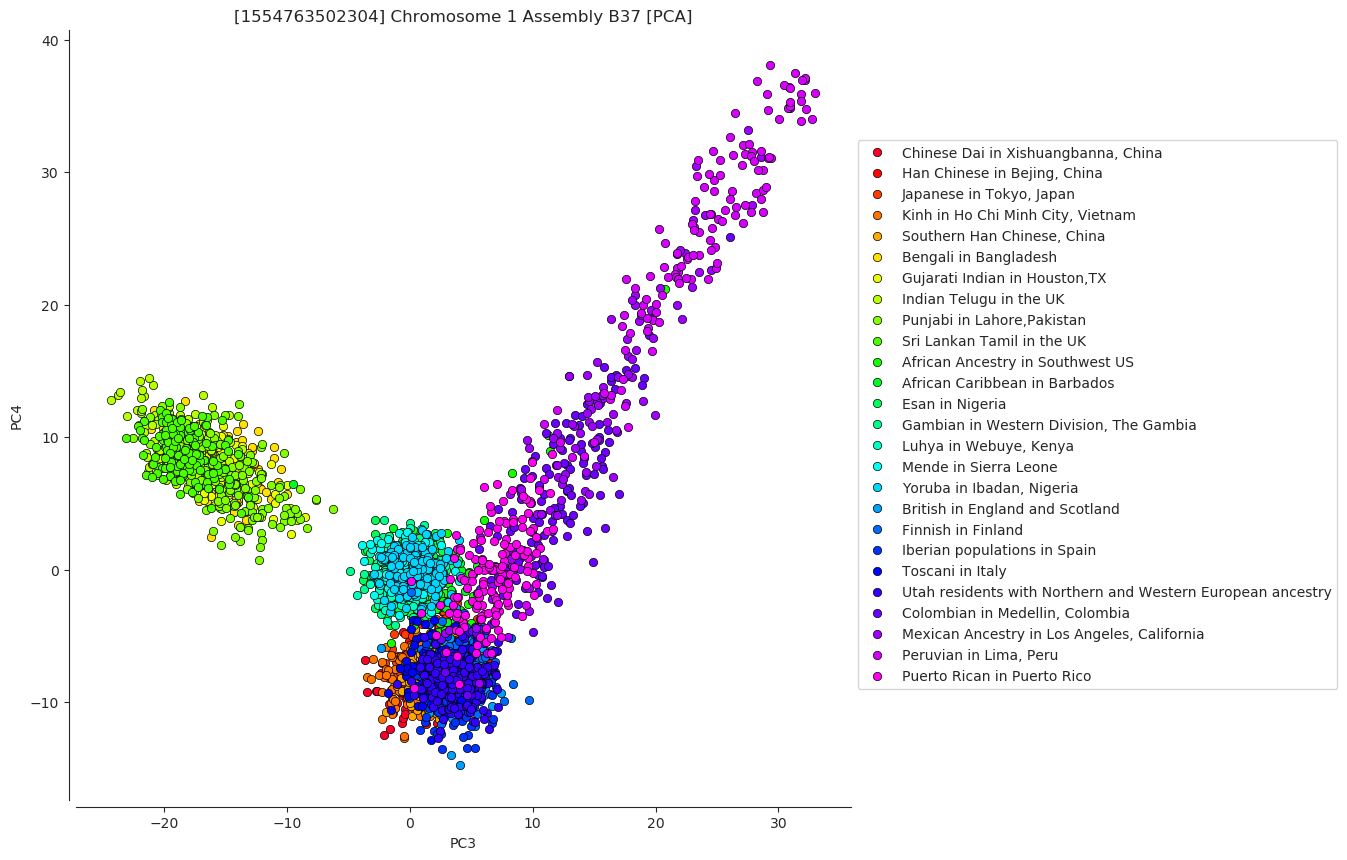 [1554763502304] Chromosome 1 Assembly B37 [PCA]
40
30
20
10
0
−10
PC4
−20
−10
0
10
20
30
PC3
Chinese Dai in Xishuangbanna, China
Han Chinese in Bejing, China
Japanese in Tokyo, Japan
Kinh in Ho Chi Minh City, Vietnam
Southern Han Chinese, China
Bengali in Bangladesh
Gujarati Indian in Houston,TX
Indian Telugu in the UK
Punjabi in Lahore,Pakistan
Sri Lankan Tamil in the UK
African Ancestry in Southwest US
African Caribbean in Barbados
Esan in Nigeria
Gambian in Western Division, The Gambia
Luhya in Webuye, Kenya
Mende in Sierra Leone
Yoruba in Ibadan, Nigeria
British in England and Scotland
Finnish in Finland
Iberian populations in Spain
Toscani in Italy
Utah residents with Northern and Western European ancestry
Colombian in Medellin, Colombia
Mexican Ancestry in Los Angeles, California
Peruvian in Lima, Peru
Puerto Rican in Puerto Rico